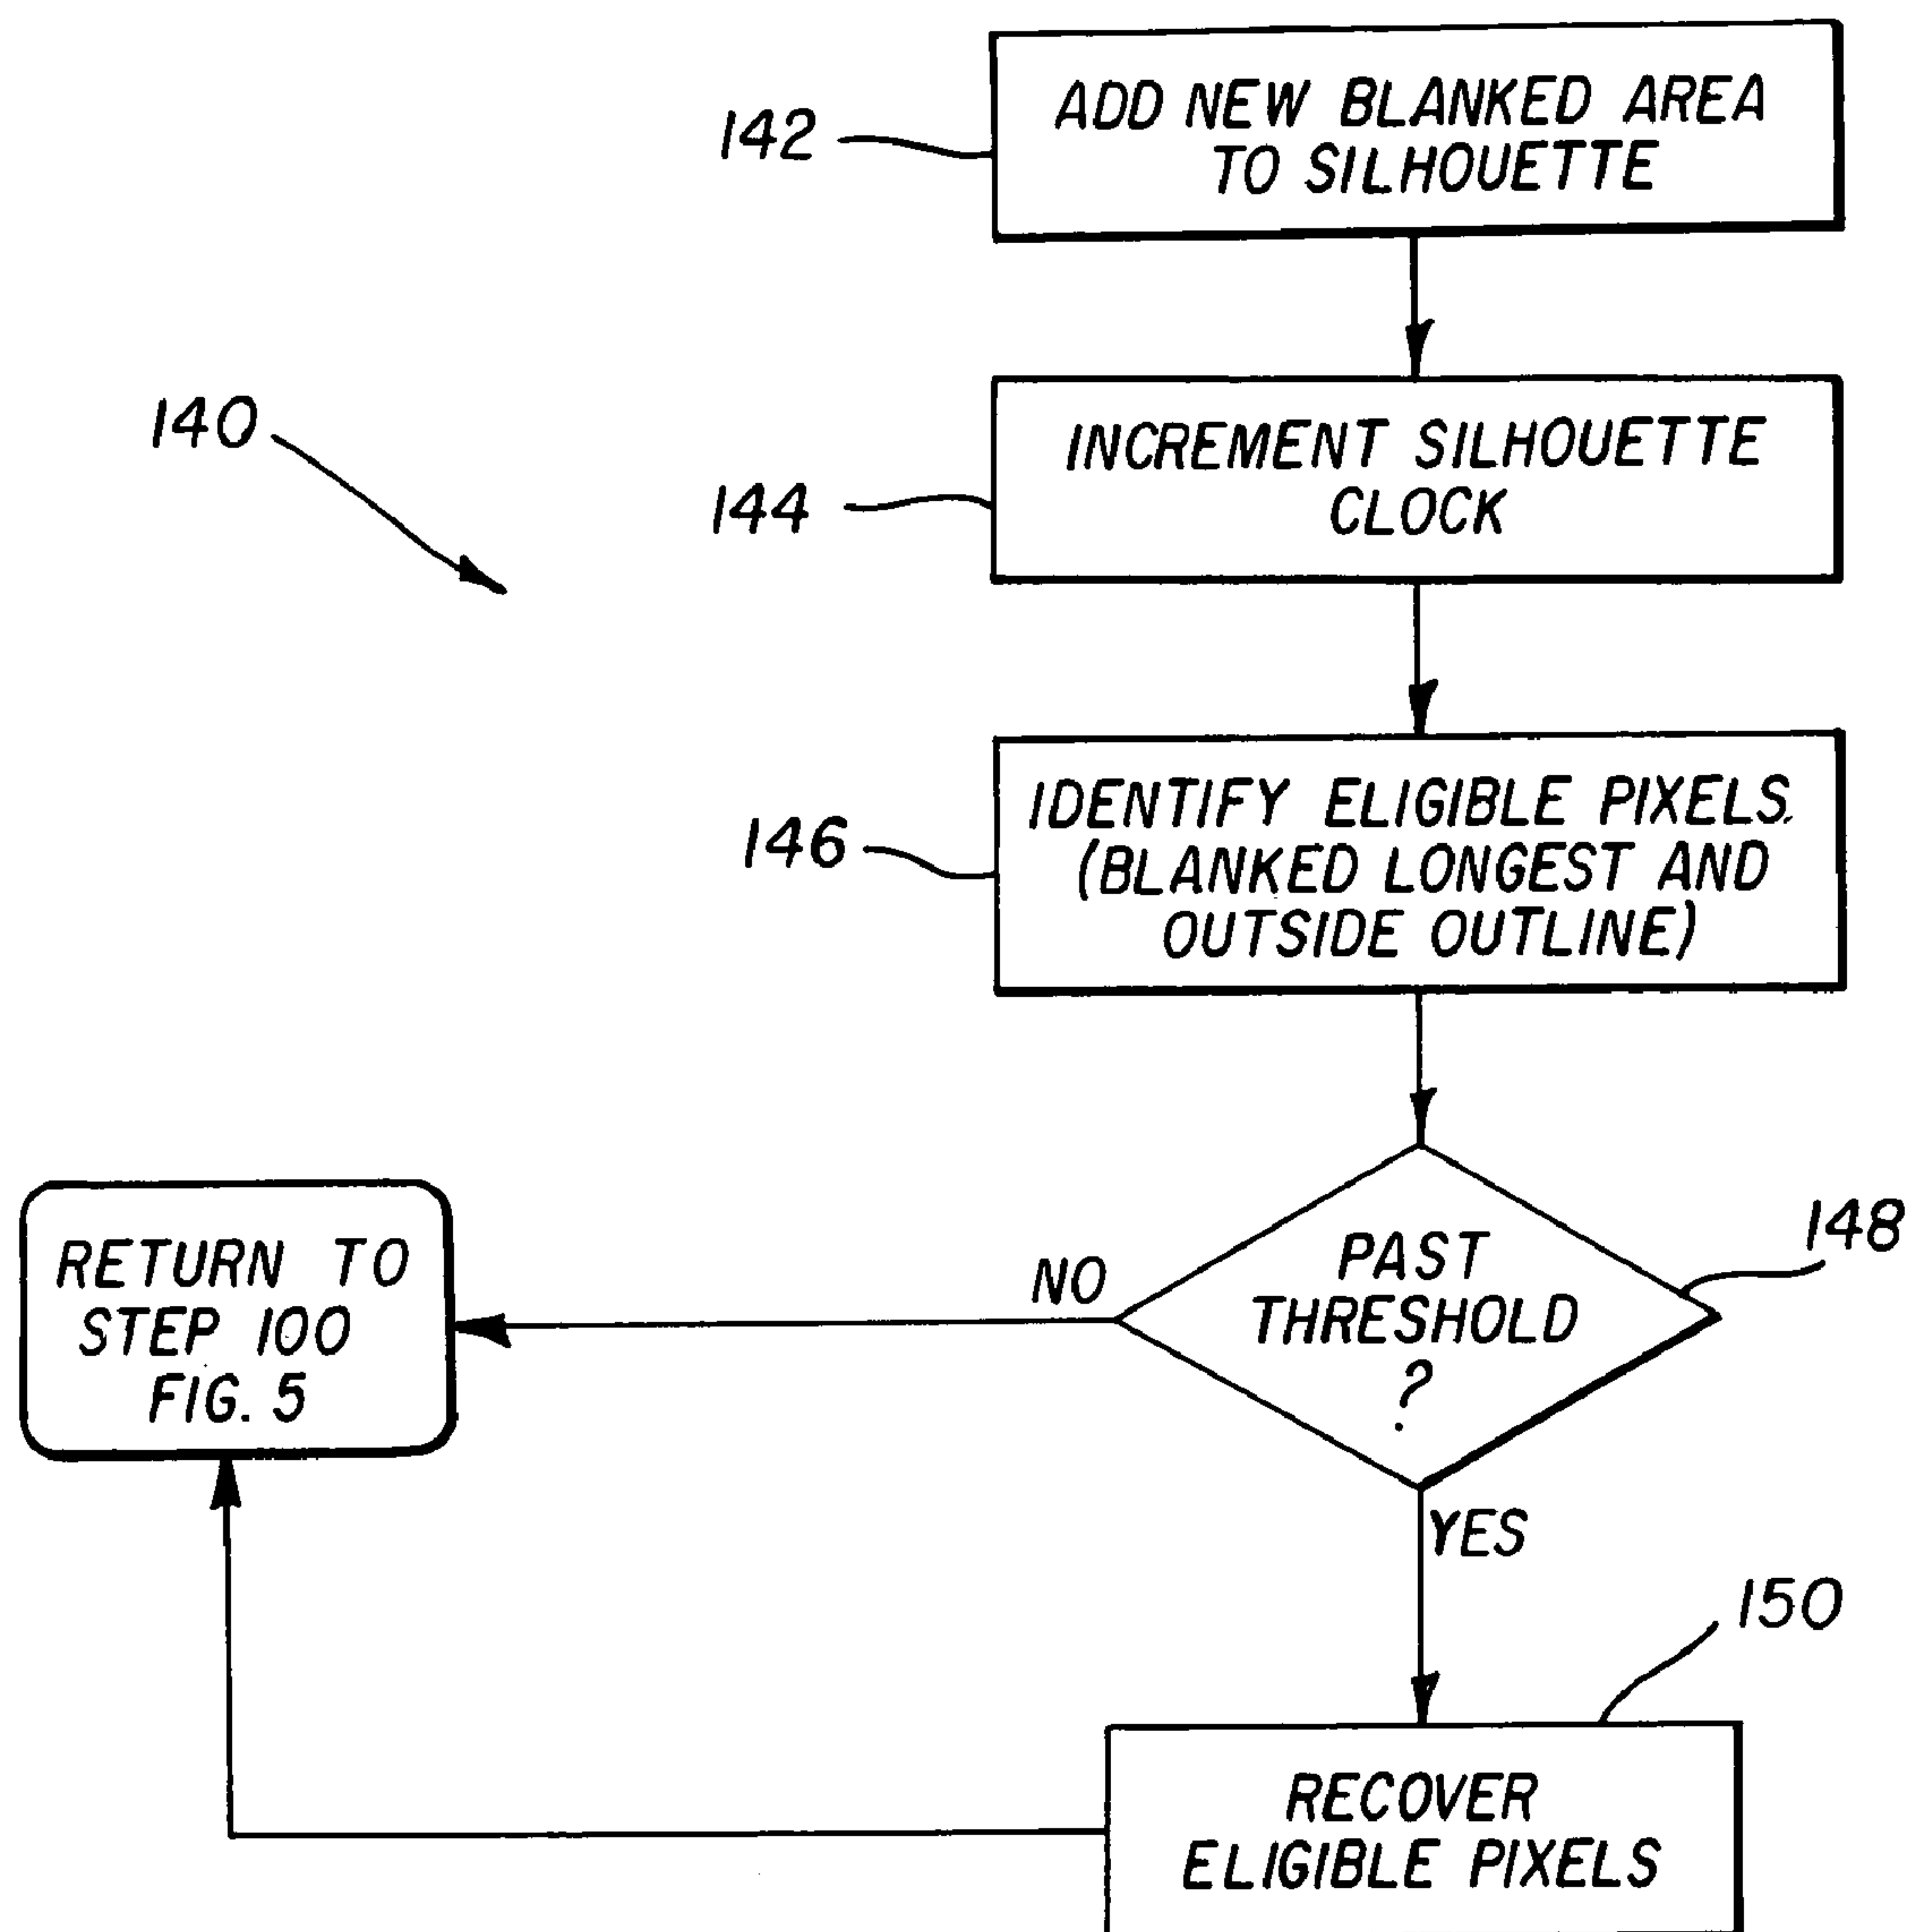 142
ADD NEW BLANKED AREA
TO SILHOUETTE
140
144
INCREMENT SILHOUETTE
CLOCK
146
IDENTIFY ELIGIBLE PIXELS
(BLANKED LONGEST AND
OUTSIDE OUTLINE)
148
PAST
THRESHOLD
?
NO
RETURN TO
STEP 100
FIG. 5
YES
150
RECOVER
ELIGIBLE PIXELS